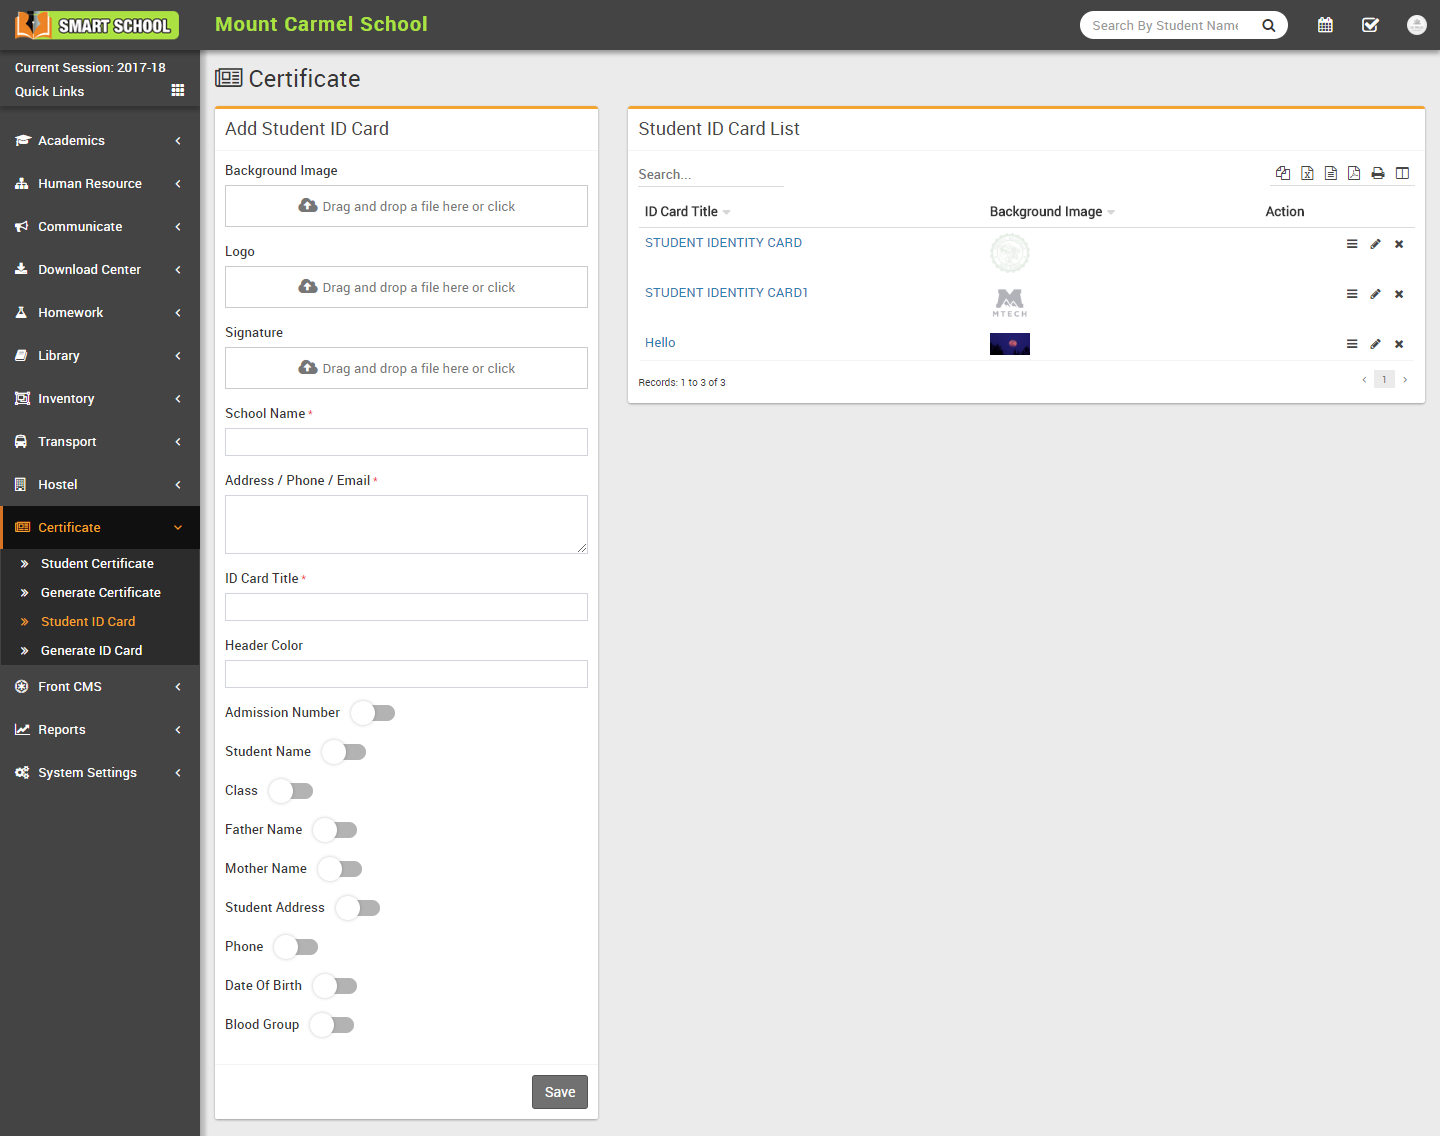 SMART SCHOOL
Mount Carmel School
Search By Student Name
Current Session: 2017-18
Quick Links
Academics
Human Resource
Communicate
Download Center
Homework
Library
Inventory
Transport
Hostel
Certificate
Student Certificate
Generate Certificate
Student ID Card
Generate ID Card
Front CMS
Reports
System Settings
Certificate
Add Student ID Card
Background Image
Drag and drop a file here or click
Logo
Drag and drop a file here or click
Signature
Drag and drop a file here or click
School Name *
Address / Phone / Email *
ID Card Title *
Header Color
Admission Number
Student Name
Class
Father Name
Mother Name
Student Address
Phone
Date Of Birth
Blood Group
Save
Student ID Card List
Search...
ID Card Title Background Image Action
STUDENT IDENTITY CARD
STUDENT IDENTITY CARD1
MTECH
Hello
Records: 1 to 3 of 3
1